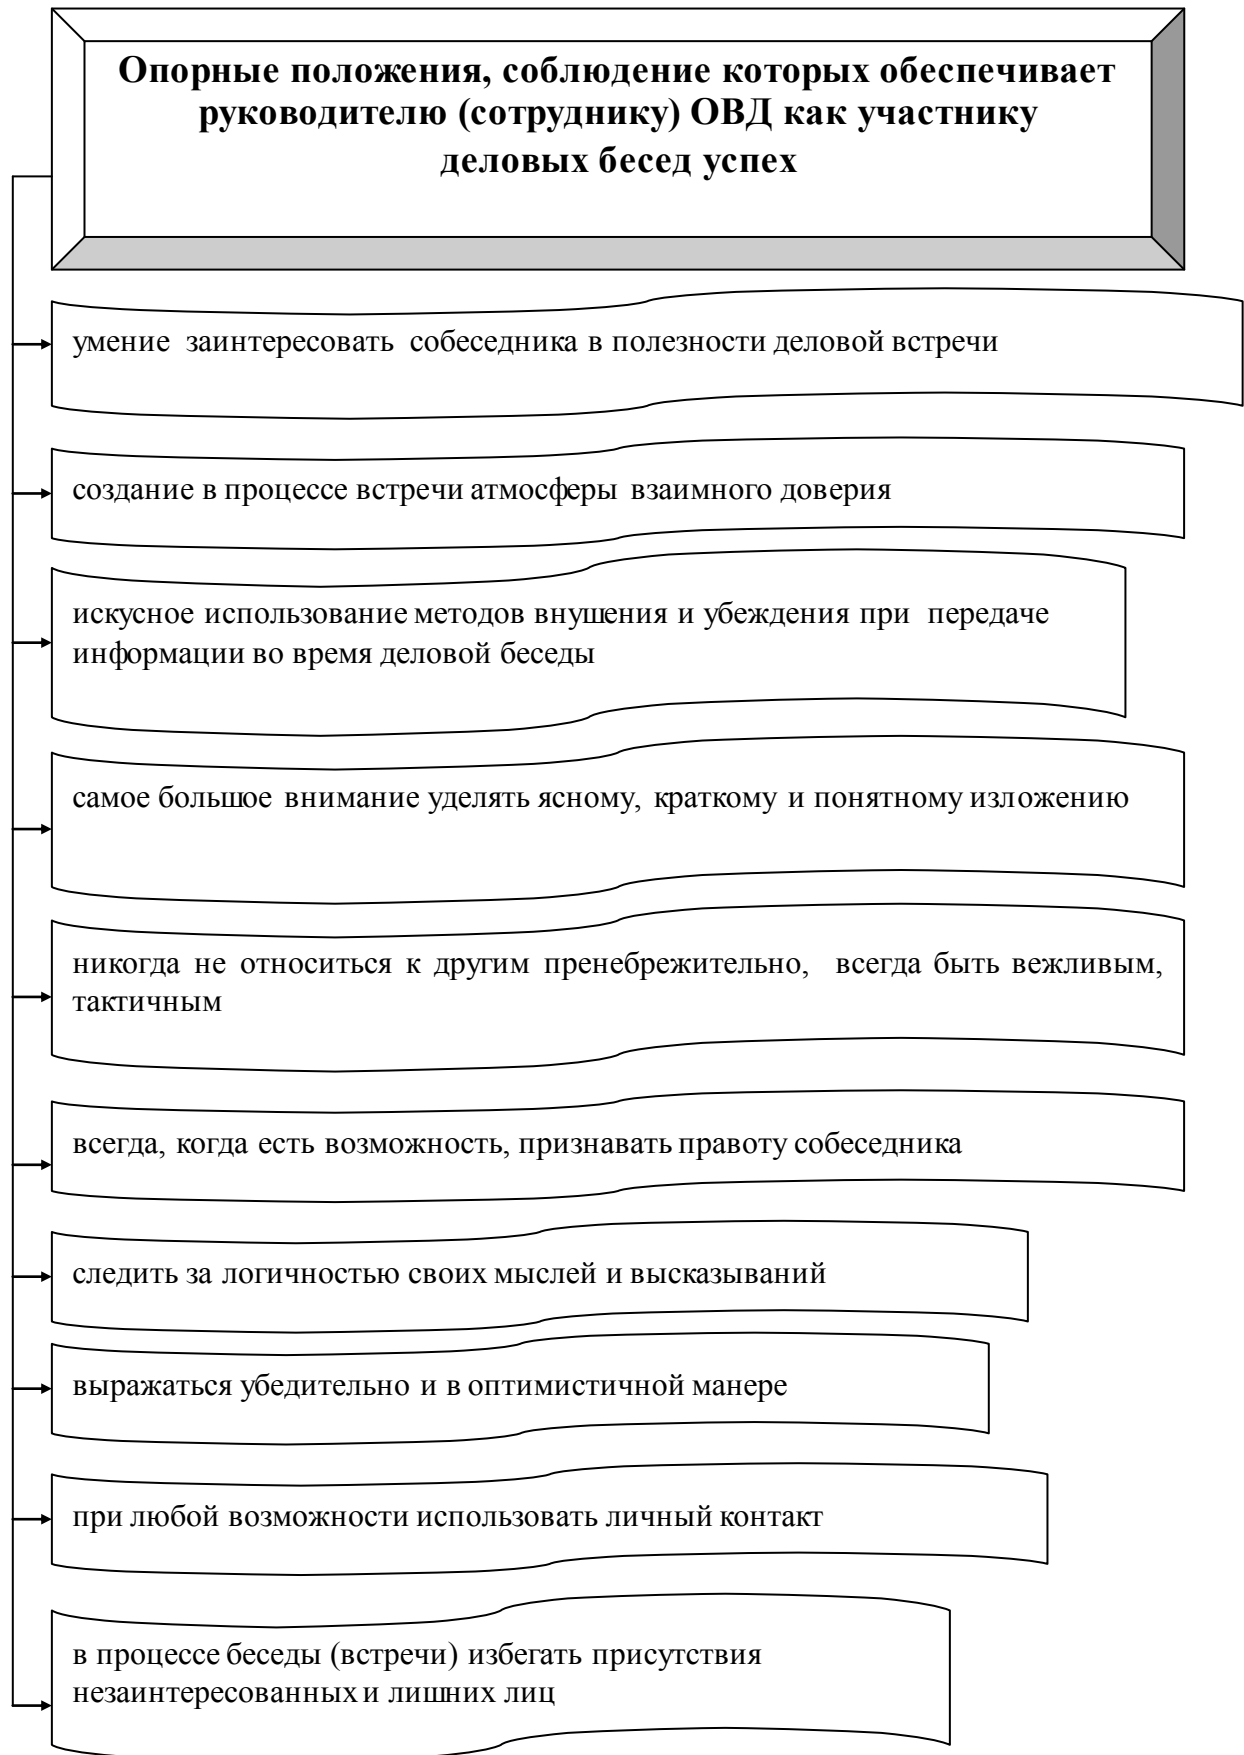 Опорные положения, соблюдение которых обеспечивает
руководителю (сотруднику) ОВД как участнику
деловых бесед успех
умение заинтересовать собеседника в полезности деловой встречи
создание в процессе встречи атмосферы взаимного доверия
искусное использование методов внушения и убеждения при передаче
информации во время деловой беседы
самое большое внимание уделять ясному, краткому и понятному изложению
никогда не относиться к другим пренебрежительно, всегда быть вежливым,
тактичным
всегда, когда есть возможность, признавать правоту собеседника
следить за логичностью своих мыслей и высказываний
выражаться убедительно и в оптимистичной манере
при любой возможности использовать личный контакт
в процессе беседы (встречи) избегать присутствия
незаинтересованных и лишних лиц